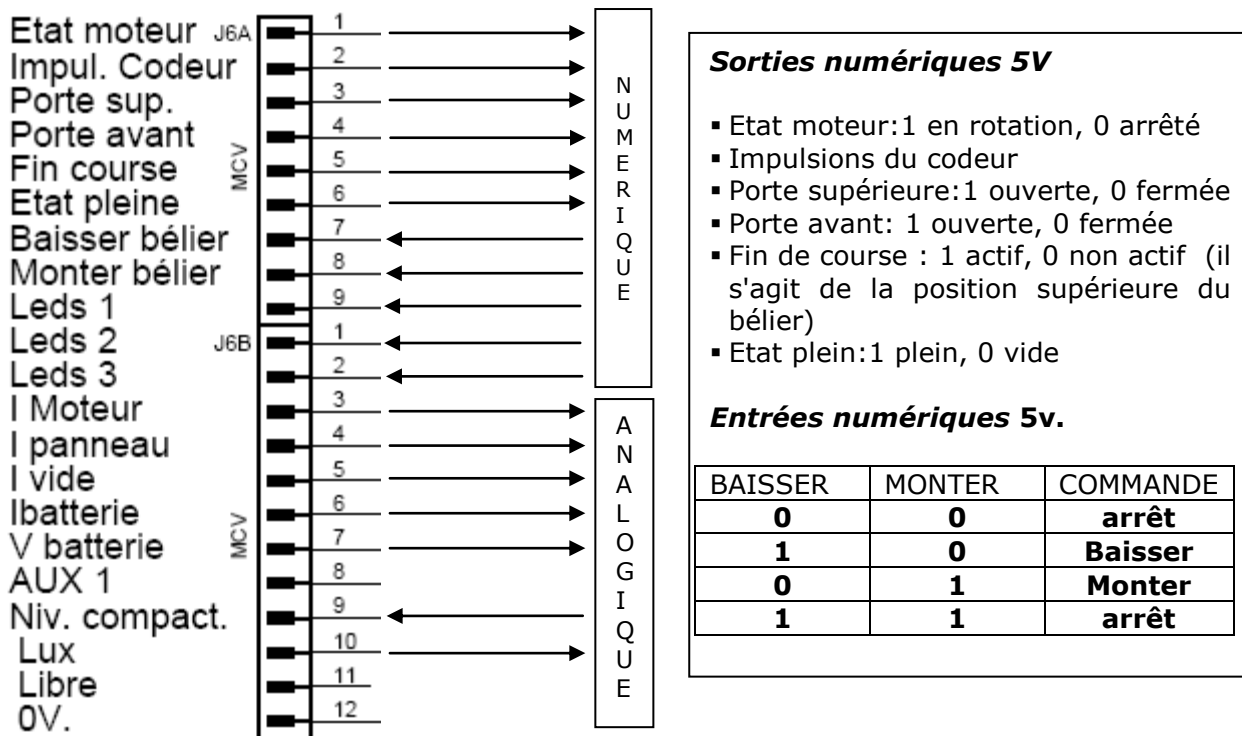 Etat moteur J6A 1
Impul. Codeur 2
Porte sup. 3
Porte avant 4
Fin course 5
Etat pleine 6
Baisser bélier 7
Monter bélier 8
Leds 1 9
MCV
Leds 2 J6B 1
Leds 3 2
I Moteur 3
I panneau 4
I vide 5
Ibatterie 6
V batterie 7
AUX 1 8
Niv. compact. 9
Lux 10
Libre 11
0V. 12
MCV
N
U
M
E
R
I
Q
U
E
A
N
A
L
O
G
I
Q
U
E
Sorties numériques 5V
▪ Etat moteur:1 en rotation, 0 arrêté
▪ Impulsions du codeur
▪ Porte supérieure:1 ouverte, 0 fermée
▪ Porte avant: 1 ouverte, 0 fermée
▪ Fin de course : 1 actif, 0 non actif (il
s'agit de la position supérieure du
bélier)
▪ Etat plein:1 plein, 0 vide
Entrées numériques 5v.
BAISSER MONTER COMMANDE
0 0 arrêt
1 0 Baisser
0 1 Monter
1 1 arrêt